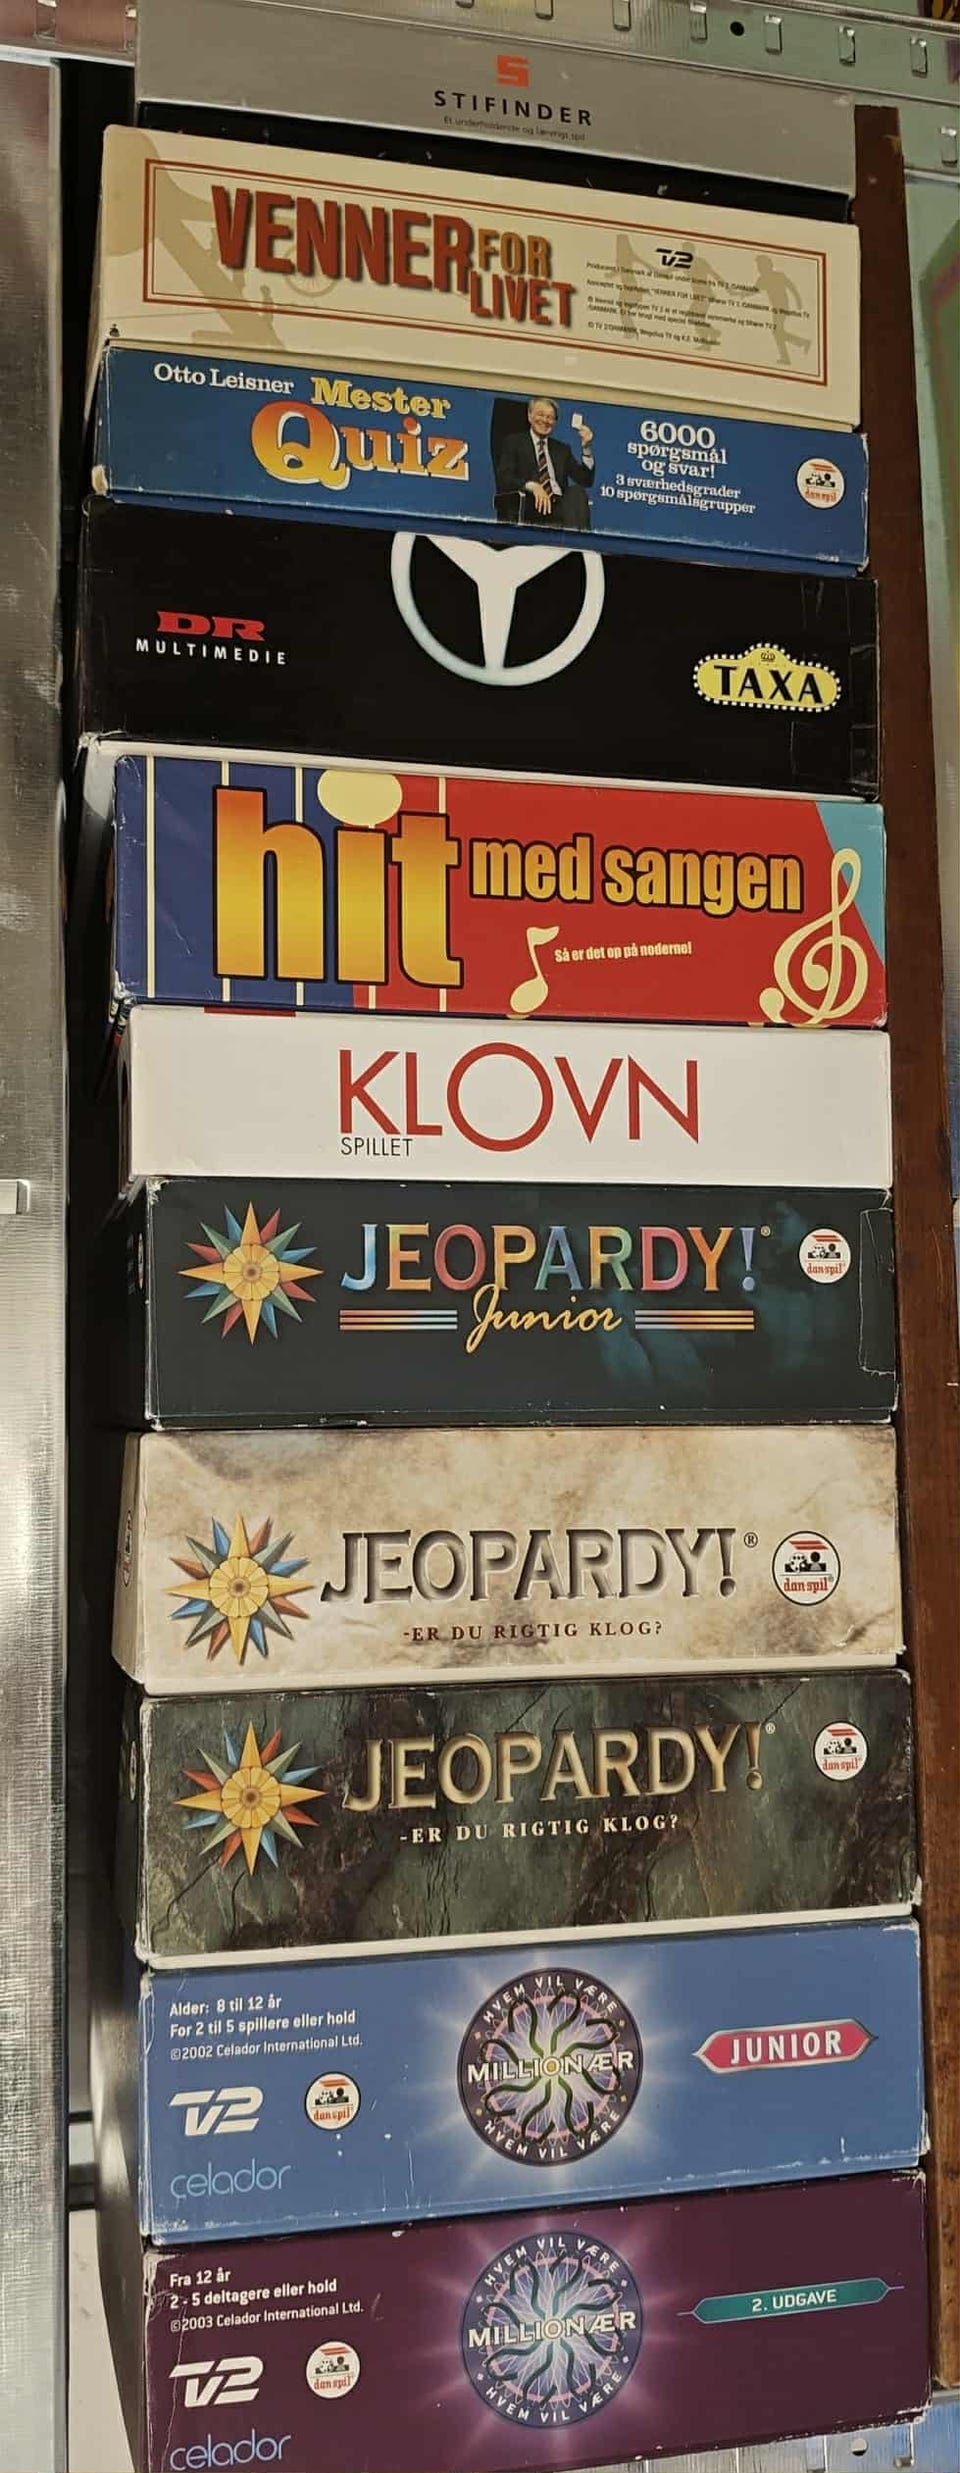 S
STIFINDER
Et underholdende og lærerigt spil
VENNER FOR LIVET
TV2
Otto Leisner Mester
Quiz
6000
spørgsmål
og svar!
3 sværhedsgrader
10 spørgsmålsgrupper
dan spil
DR
MULTIMEDIE
TAXA
hit med sangen
Så er det op på noderne!
KLOVN
SPILLET
JEOPARDY!®
Junior
dan spil®
JEOPARDY!®
-ER DU RIGTIG KLOG?
dan spil®
JEOPARDY!®
-ER DU RIGTIG KLOG?
dan spil®
Alder: 8 til 12 år
For 2 til 5 spillere eller hold
©2002 Celador International Ltd.
TV2
dan spil®
celador
HVEM VIL VÆRE
MILLIONÆR
HVEM VIL VÆRE
JUNIOR
Fra 12 år
2 - 5 deltagere eller hold
©2003 Celador International Ltd.
TV2
dan spil®
celador
HVEM VIL VÆRE
MILLIONÆR
HVEM VIL VÆRE
2. UDGAVE